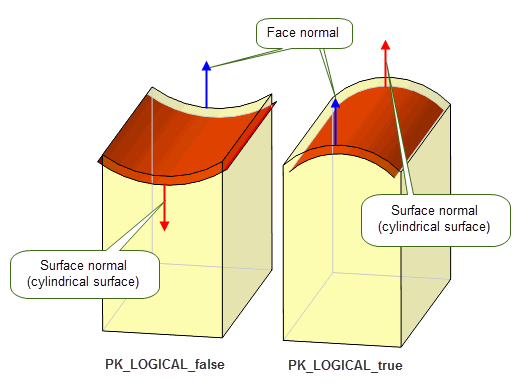 Face normal
Surface normal
(cylindrical surface)
Surface normal
(cylindrical surface)
PK_LOGICAL_false
PK_LOGICAL_true